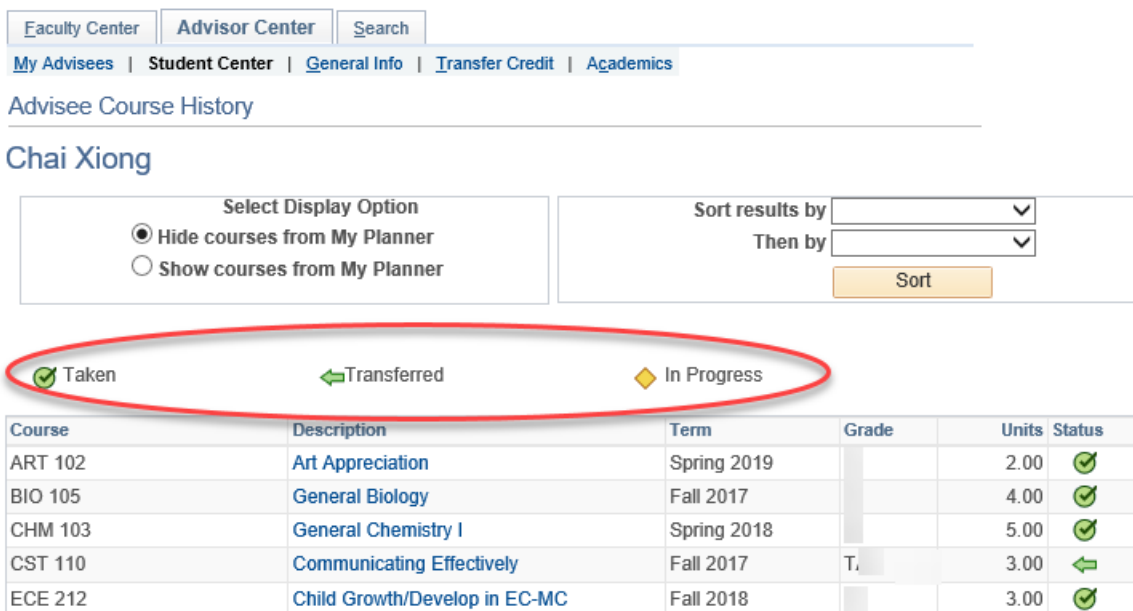 Faculty Center Advisor Center Search
My Advisees | Student Center | General Info | Transfer Credit | Academics
Advisee Course History
Chai Xiong
Select Display Option
Hide courses from My Planner
Show courses from My Planner
Sort results by
Then by
Sort
Taken Transferred In Progress
Course Description Term Grade Units Status
ART 102 Art Appreciation Spring 2019 2.00
BIO 105 General Biology Fall 2017 4.00
CHM 103 General Chemistry I Spring 2018 5.00
CST 110 Communicating Effectively Fall 2017 3.00
ECE 212 Child Growth/Develop in EC-MC Fall 2018 3.00